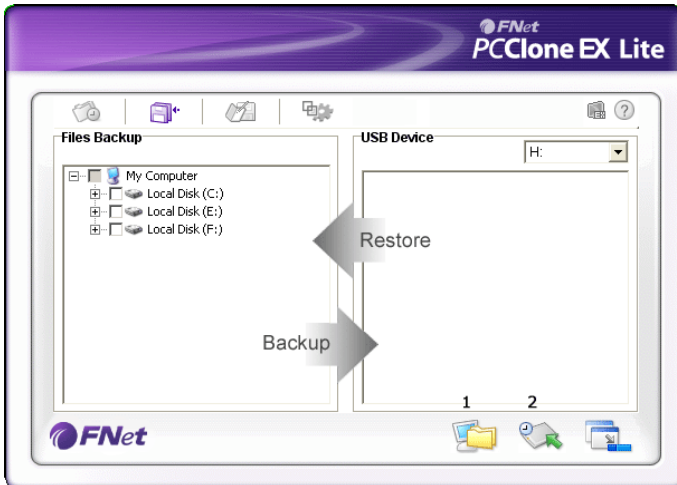 FNet
PCClone EX Lite
?
Files Backup
USB Device
H:
My Computer
Local Disk (C:)
Local Disk (E:)
Local Disk (F:)
Restore
Backup
1 2
FNet